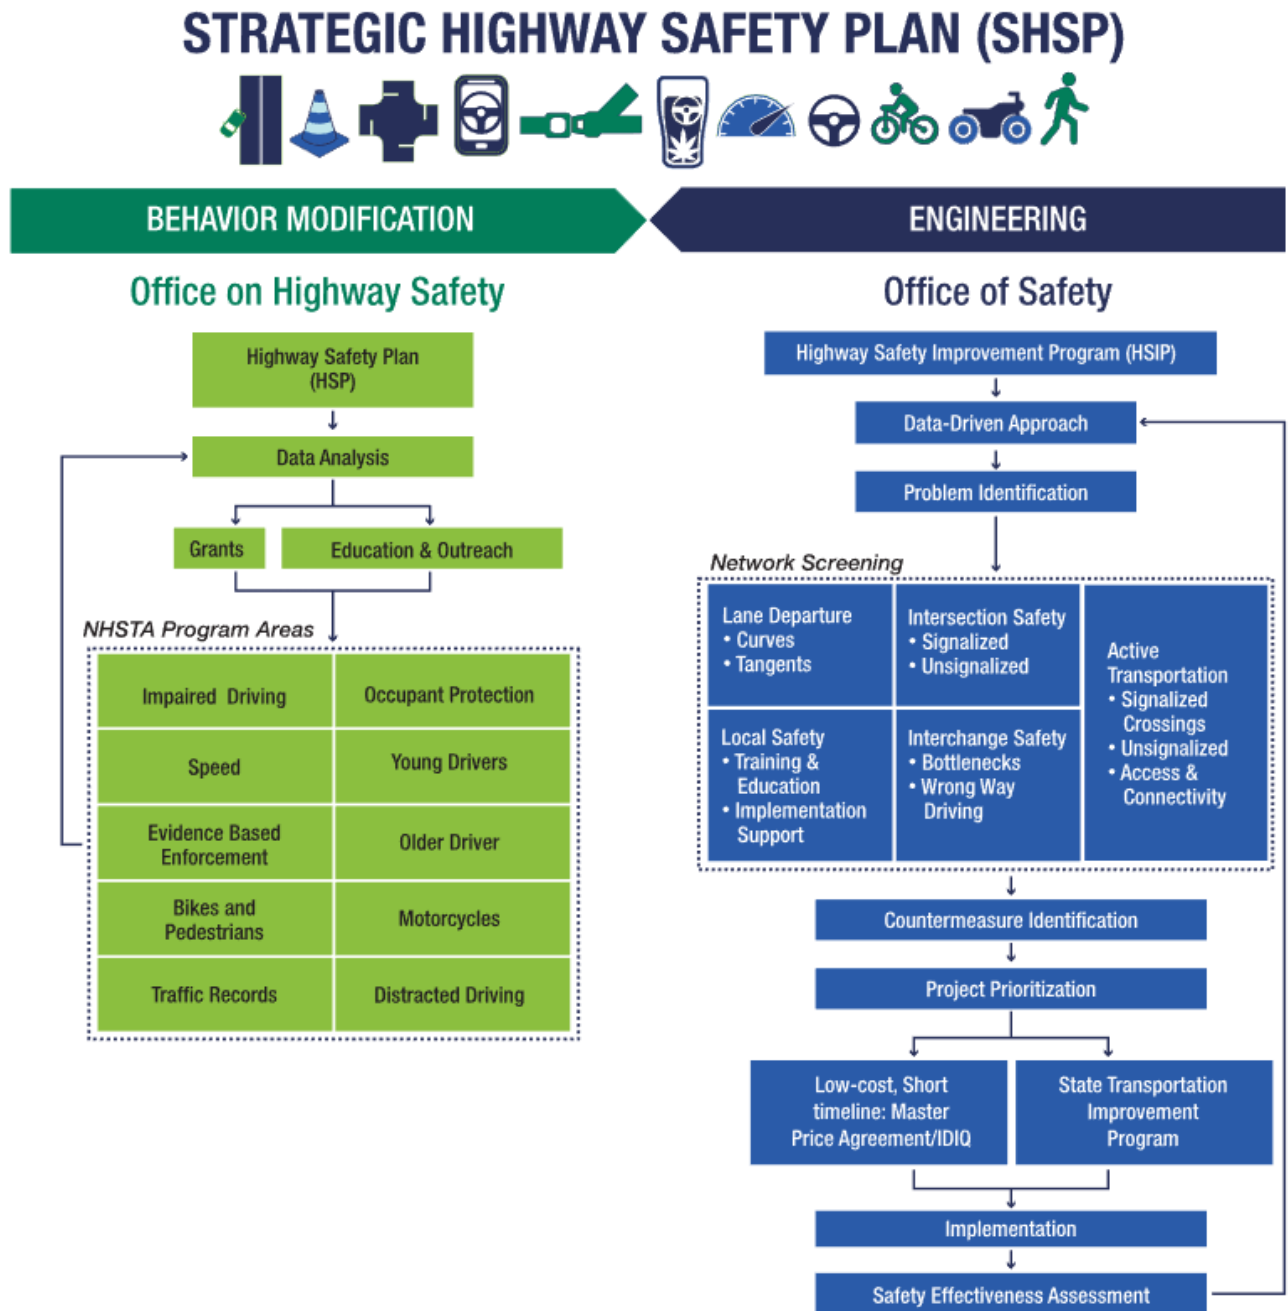 STRATEGIC HIGHWAY SAFETY PLAN (SHSP)
BEHAVIOR MODIFICATION
ENGINEERING
Office on Highway Safety
Highway Safety Plan
(HSP)
Data Analysis
Grants
Education & Outreach
NHSTA Program Areas
Impaired Driving
Occupant Protection
Speed
Young Drivers
Evidence Based
Enforcement
Older Driver
Bikes and
Pedestrians
Motorcycles
Traffic Records
Distracted Driving
Office of Safety
Highway Safety Improvement Program (HSIP)
Data-Driven Approach
Problem Identification
Network Screening
Lane Departure
• Curves
• Tangents
Intersection Safety
• Signalized
• Unsignalized
Local Safety
• Training &
Education
• Implementation
Support
Interchange Safety
• Bottlenecks
• Wrong Way
Driving
Active
Transportation
• Signalized
Crossings
• Unsignalized
• Access &
Connectivity
Countermeasure Identification
Project Prioritization
Low-cost, Short
timeline: Master
Price Agreement/IDIQ
State Transportation
Improvement
Program
Implementation
Safety Effectiveness Assessment